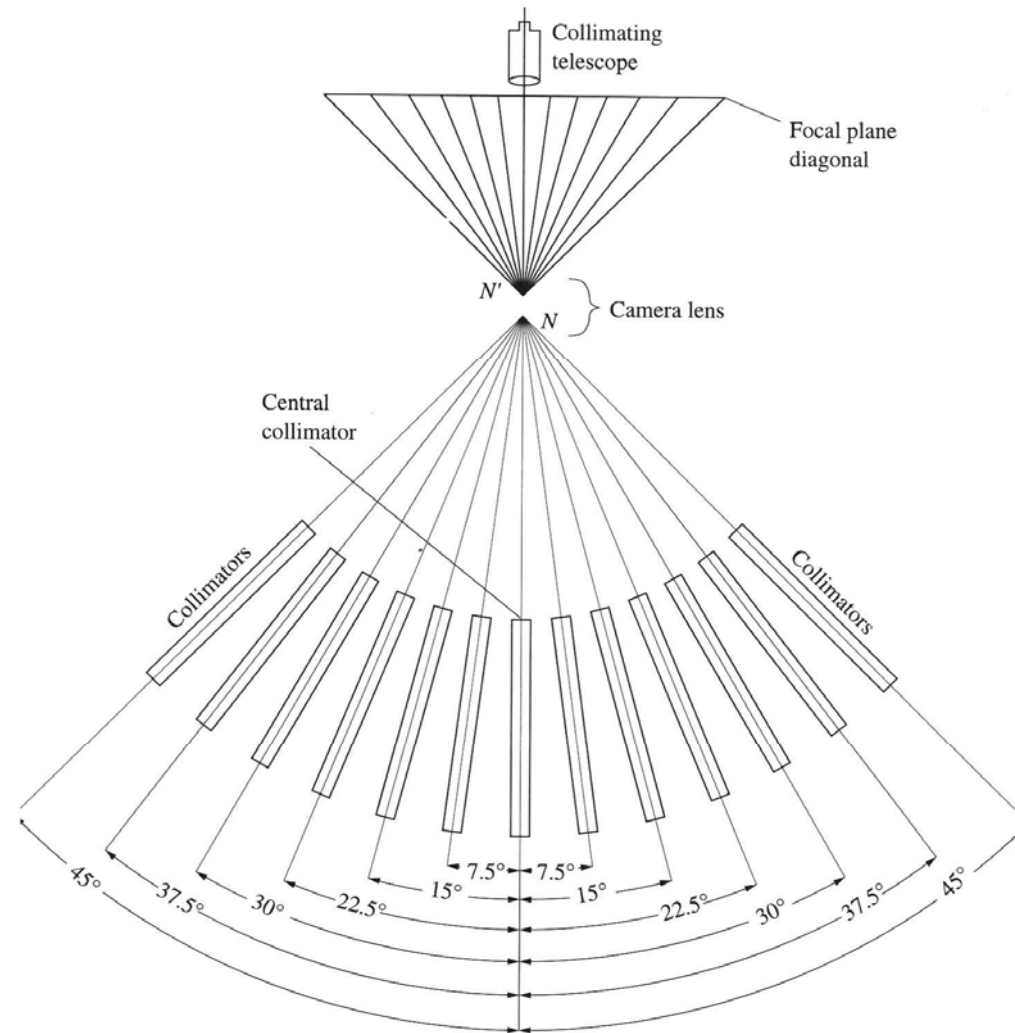 Collimating
telescope
Focal plane
diagonal
N'
N
Camera lens
Central
collimator
Collimators
Collimators
7.5° 7.5°
15° 15°
22.5° 22.5°
30° 30°
37.5° 37.5°
45° 45°